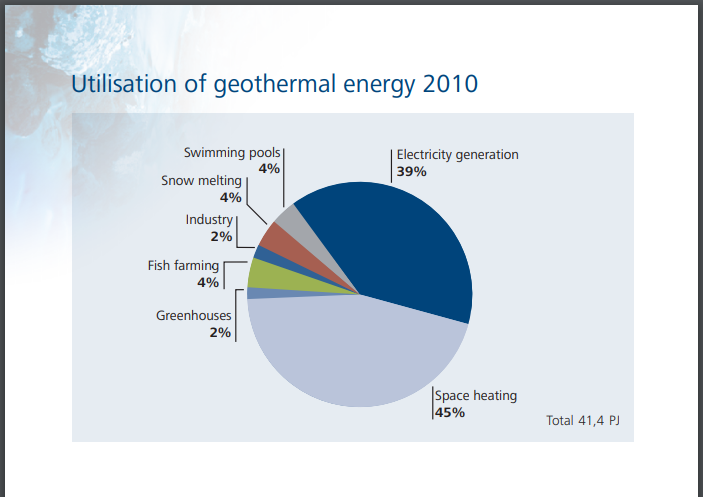 Utilisation of geothermal energy 2010
Swimming pools
4%
Electricity generation
39%
Snow melting
4%
Industry
2%
Fish farming
4%
Greenhouses
2%
Space heating
45%
Total 41,4 PJ